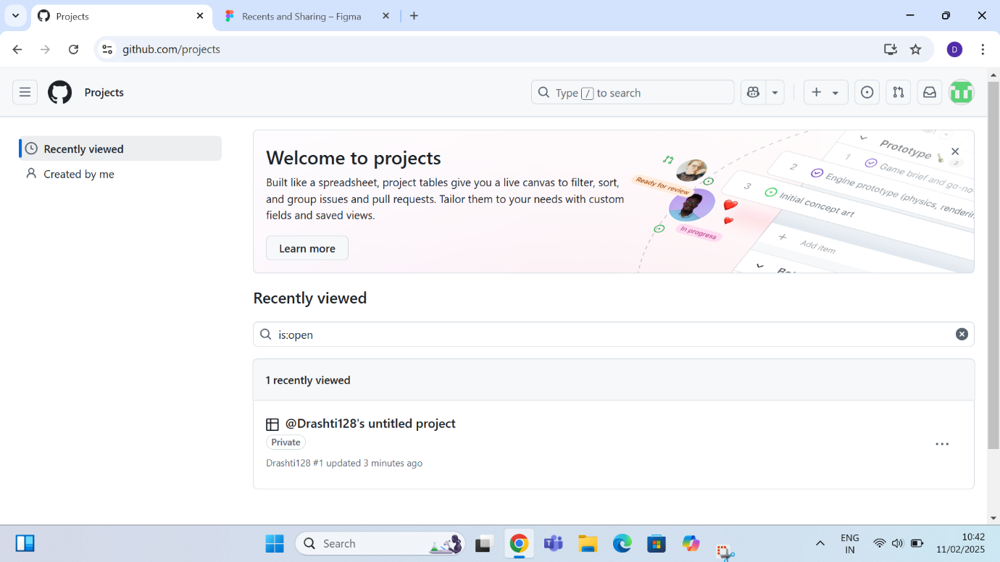 Projects
Recents and Sharing – Figma
github.com/projects
D
Projects
Type / to search
Recently viewed
Created by me
Welcome to projects
Built like a spreadsheet, project tables give you a live canvas to filter, sort,
and group issues and pull requests. Tailor them to your needs with custom
fields and saved views.
Learn more
Ready for review
In progress
Prototype
3
1 Game brief and go-no
2 Engine prototype (physics, renderin
3 Initial concept art
Add item
Recently viewed
is:open
1 recently viewed
@Drashti128's untitled project
Private
Drashti128 #1 updated 3 minutes ago
Search
ENG
IN
10:42
11/02/2025